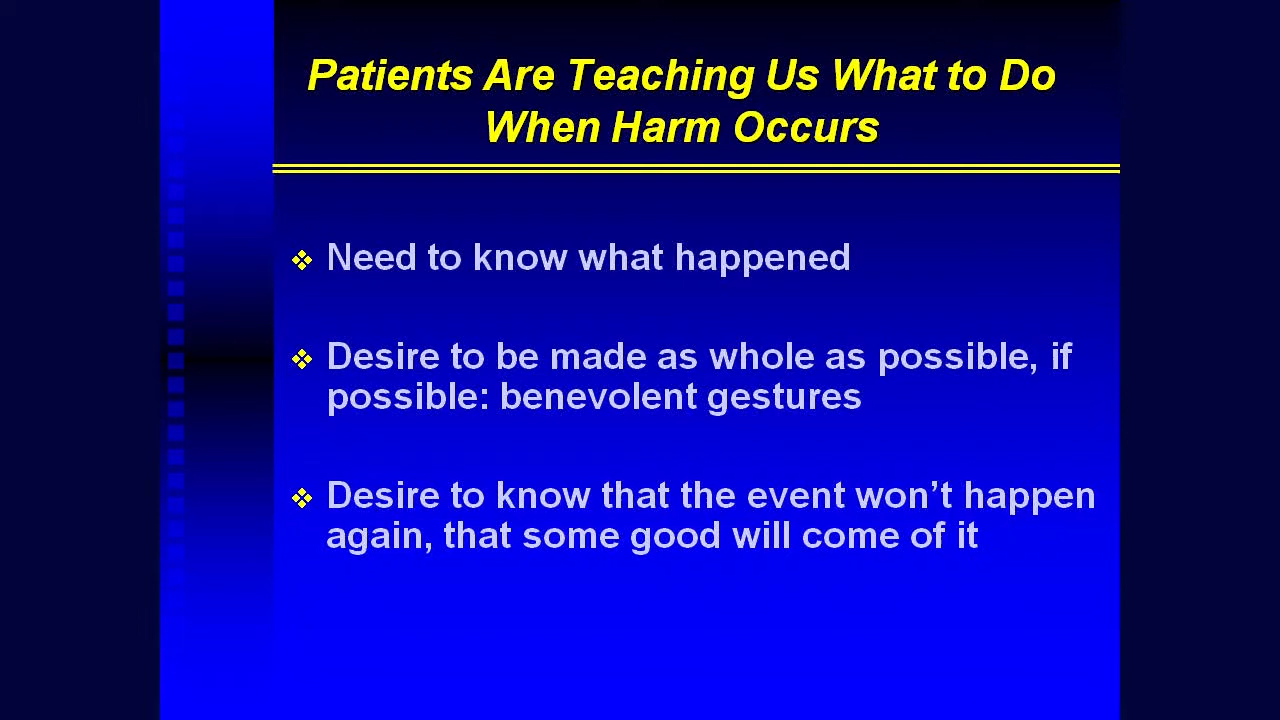 Patients Are Teaching Us What to Do
When Harm Occurs
Need to know what happened
Desire to be made as whole as possible, if
possible: benevolent gestures
Desire to know that the event won’t happen
again, that some good will come of it